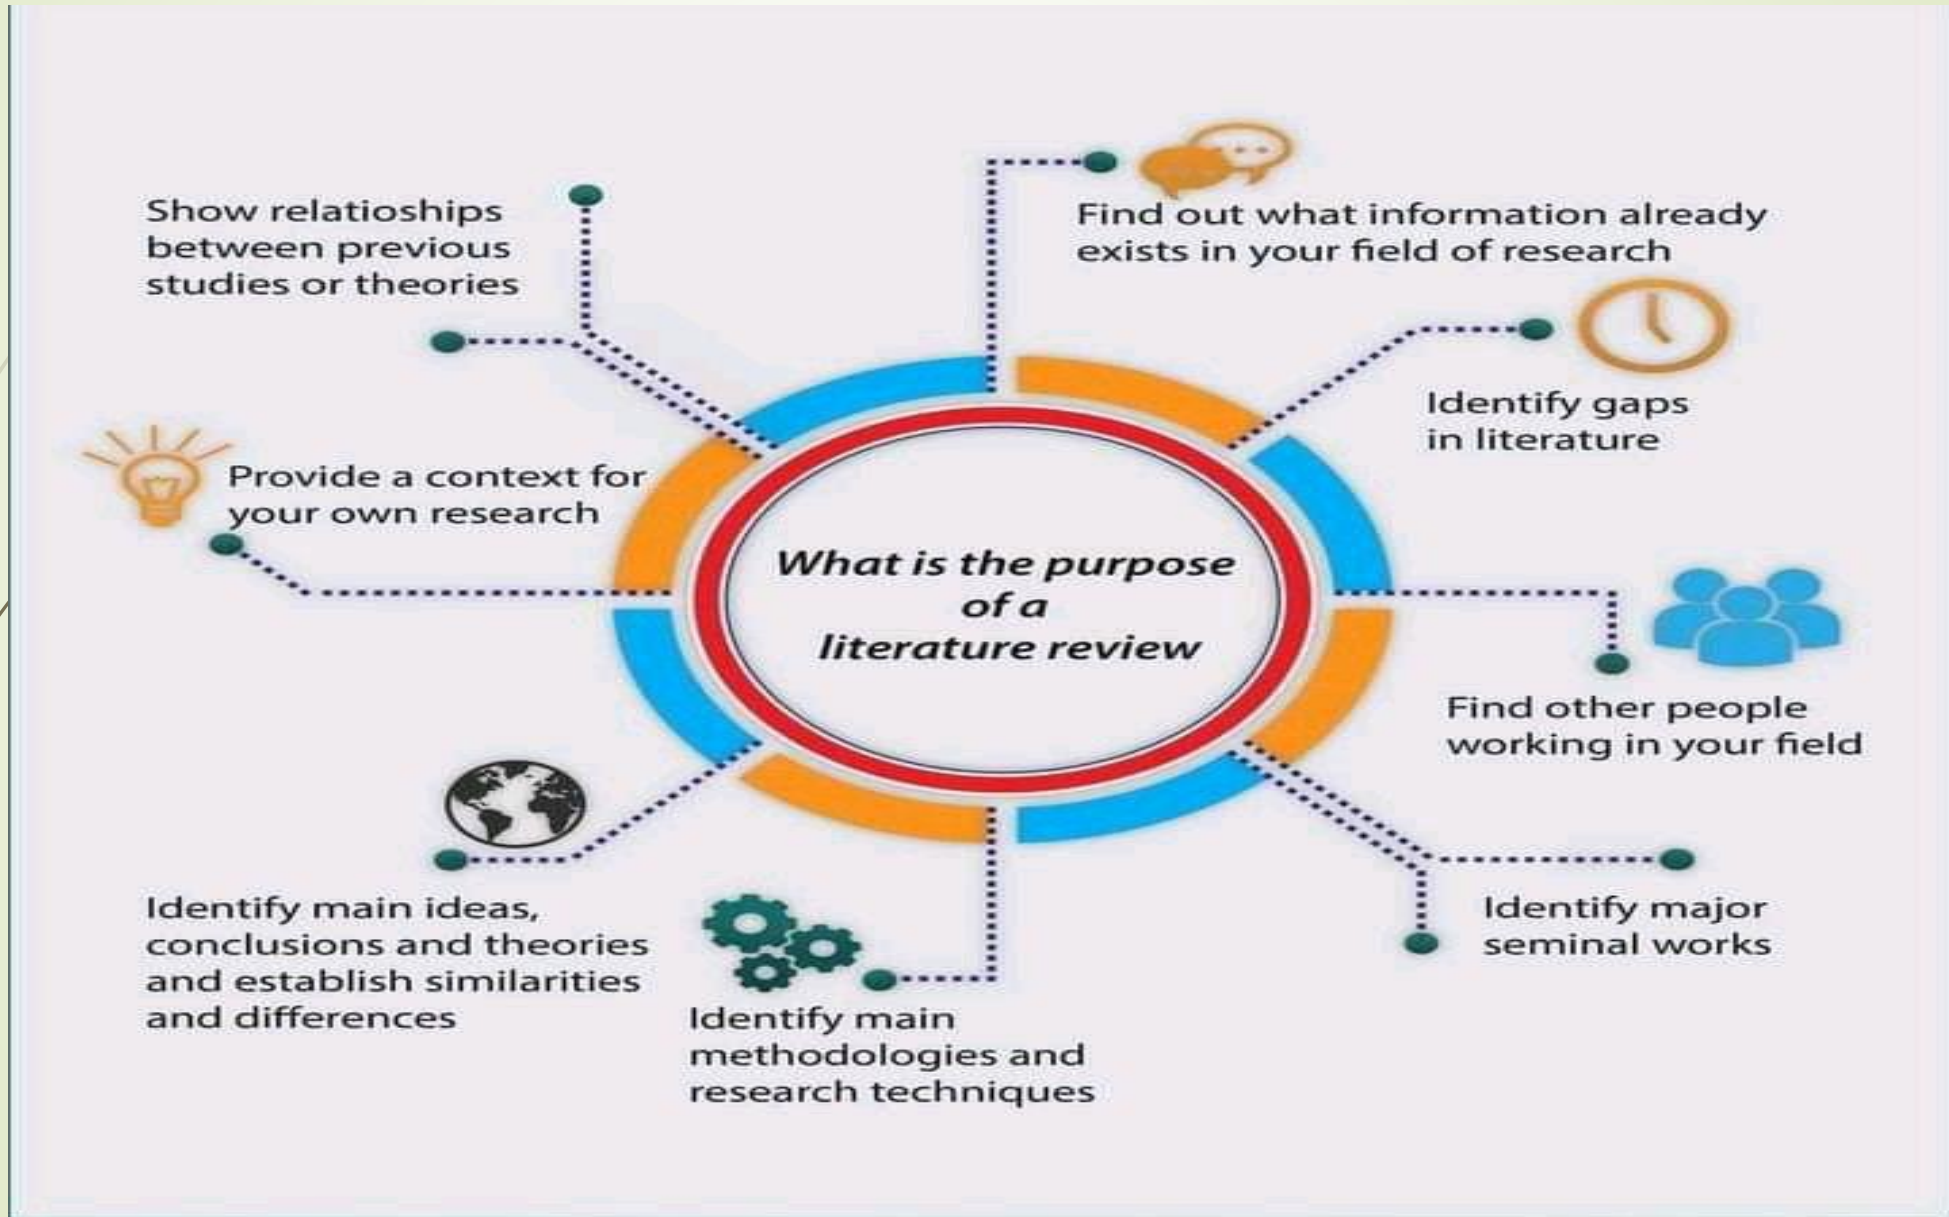 What is the purpose
of a
literature review
Find out what information already
exists in your field of research
Identify gaps
in literature
Find other people
working in your field
Identify major
seminal works
Identify main
methodologies and
research techniques
Identify main ideas,
conclusions and theories
and establish similarities
and differences
Provide a context for
your own research
Show relatioships
between previous
studies or theories